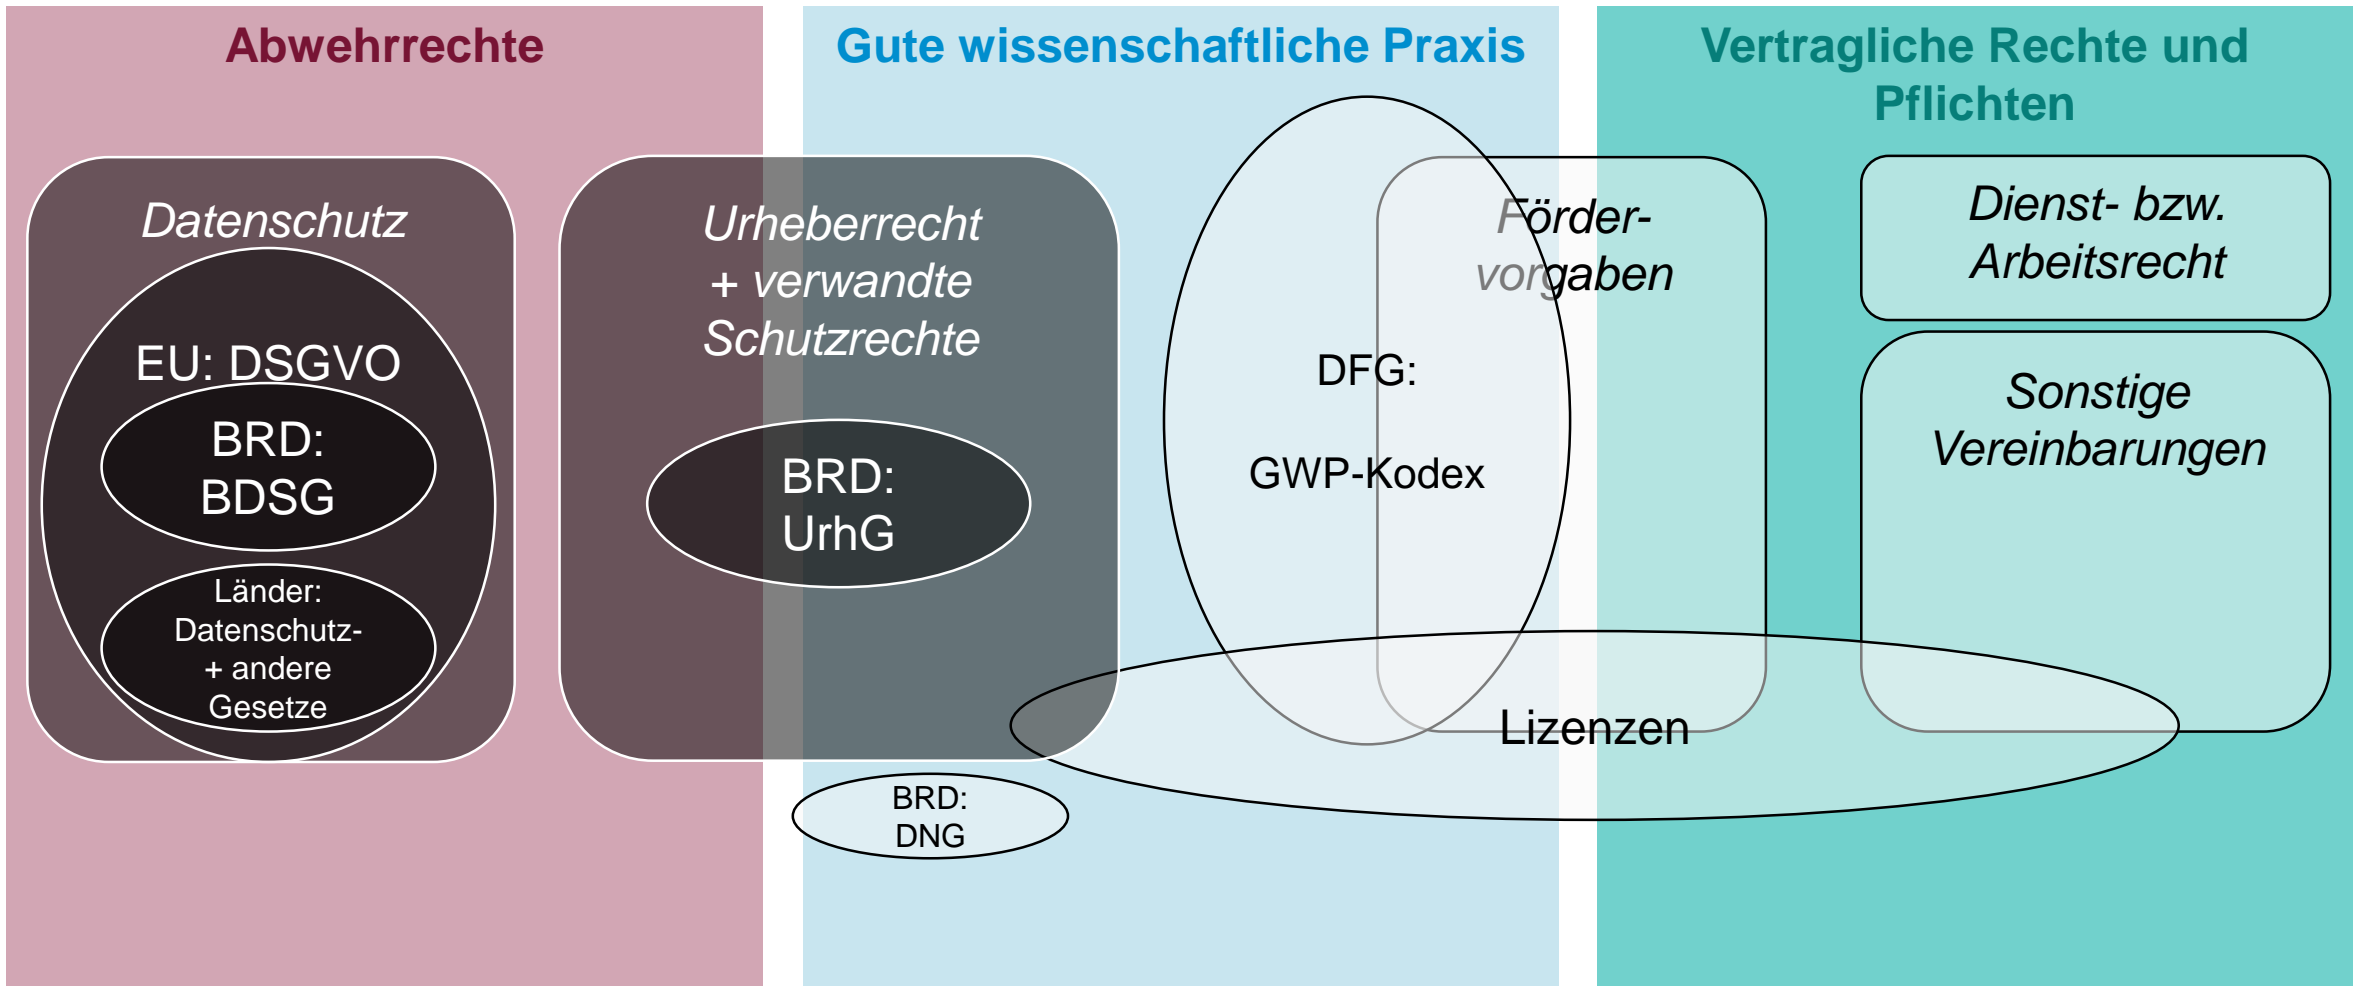 Abwehrrechte
Gute wissenschaftliche Praxis
Vertragliche Rechte und
Pflichten
Datenschutz
EU: DSGVO
BRD:
BDSG
Länder:
Datenschutz-
+ andere
Gesetze
Urheberrecht
+ verwandte
Schutzrechte
BRD:
UrhG
BRD:
DNG
DFG:
GWP-Kodex
Förder-
vorgaben
Lizenzen
Dienst- bzw.
Arbeitsrecht
Sonstige
Vereinbarungen